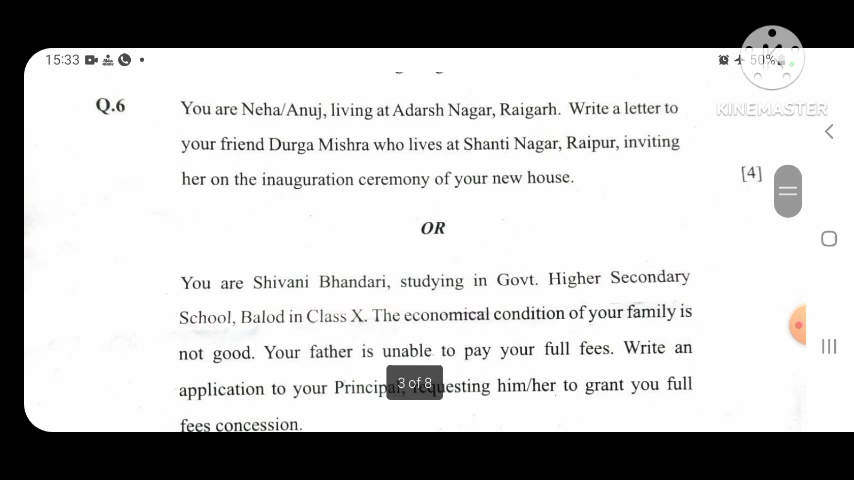 15:33
50%
KINEMASTER
Q.6
You are Neha/Anuj, living at Adarsh Nagar, Raigarh. Write a letter to
your friend Durga Mishra who lives at Shanti Nagar, Raipur, inviting
her on the inauguration ceremony of your new house.
[4]
OR
You are Shivani Bhandari, studying in Govt. Higher Secondary
School, Balod in Class X. The economical condition of your family is
not good. Your father is unable to pay your full fees. Write an
application to your Principal, requesting him/her to grant you full
3 of 8
fees concession.